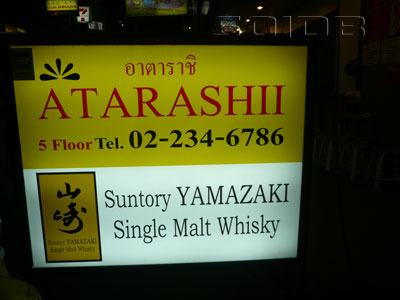 อาตาราชิ
ATARASHII
5 Floor Tel. 02-234-6786
山崎
Suntory YAMAZAKI
Single Malt Whisky
Suntory YAMAZAKI
Single Malt Whisky